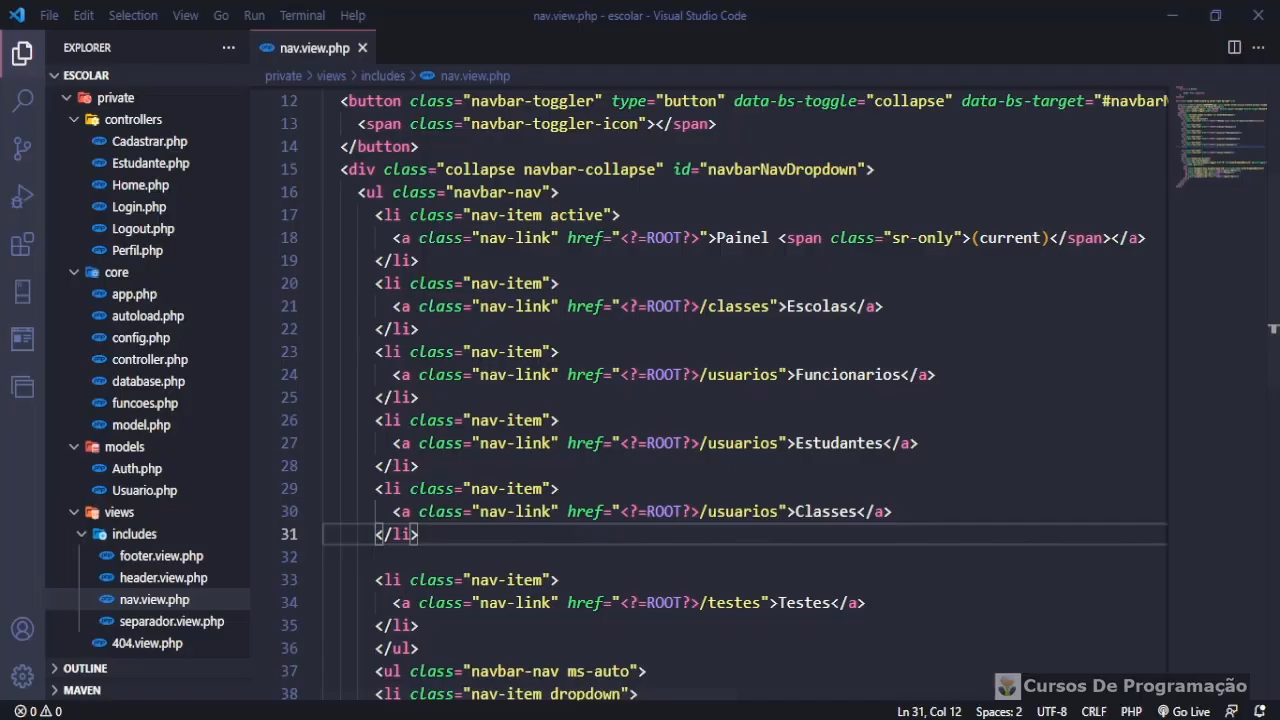 File Edit Selection View Go Run Terminal Help
nav.view.php - escolar - Visual Studio Code
EXPLORER
ESCOLAR
private
controllers
Cadastrar.php
Estudante.php
Home.php
Login.php
Logout.php
Perfil.php
core
app.php
autoload.php
config.php
controller.php
database.php
funcoes.php
model.php
models
Auth.php
Usuario.php
views
includes
footer.view.php
header.view.php
nav.view.php
separador.view.php
404.view.php
OUTLINE
MAVEN
nav.view.php
private > views > includes > nav.view.php
12 <button class="navbar-toggler" type="button" data-bs-toggle="collapse" data-bs-target="#navbar
13 <span class="navbar-toggler-icon"></span>
14 </button>
15 <div class="collapse navbar-collapse" id="navbarNavDropdown">
16 <ul class="navbar-nav">
17 <li class="nav-item active">
18 <a class="nav-link" href="<?=ROOT?>">Painel <span class="sr-only">(current)</span></a>
19 </li>
20 <li class="nav-item">
21 <a class="nav-link" href="<?=ROOT?>/classes">Escolas</a>
22 </li>
23 <li class="nav-item">
24 <a class="nav-link" href="<?=ROOT?>/usuarios">Funcionarios</a>
25 </li>
26 <li class="nav-item">
27 <a class="nav-link" href="<?=ROOT?>/usuarios">Estudantes</a>
28 </li>
29 <li class="nav-item">
30 <a class="nav-link" href="<?=ROOT?>/usuarios">Classes</a>
31 </li>
32
33 <li class="nav-item">
34 <a class="nav-link" href="<?=ROOT?>/testes">Testes</a>
35 </li>
36 </ul>
37 <ul class="navbar-nav ms-auto">
38 <li class="nav-item dropdown">
Cursos De Programação
0 0
Ln 31, Col 12 Spaces: 2 UTF-8 CRLF PHP Go Live